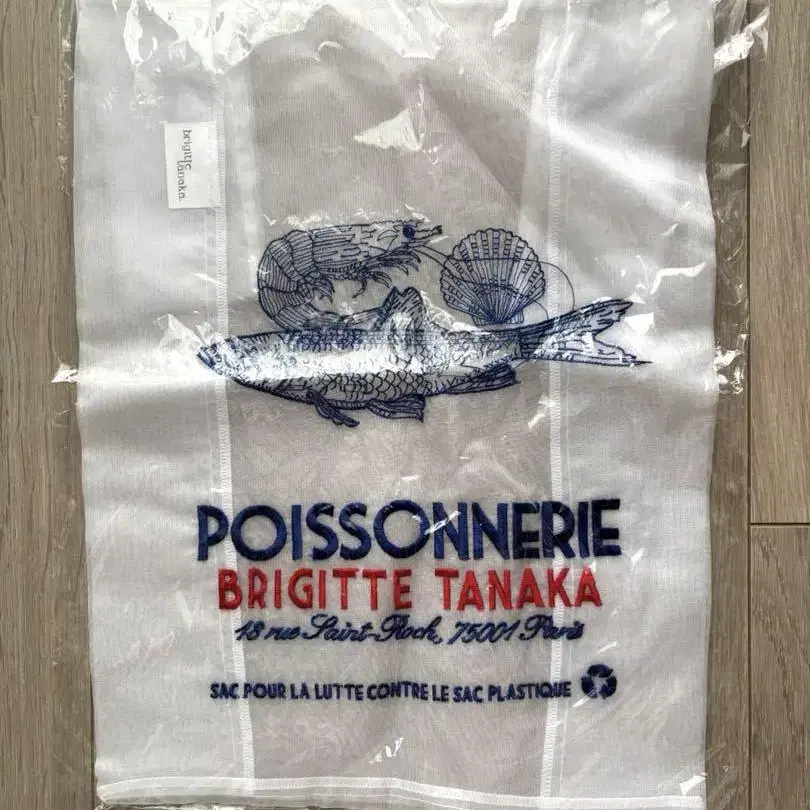 brigitte
tanaka
POISSONNERIE
BRIGITTE TANAKA
18 rue Saint-Roch, 75001 Paris
SAC POUR LA LUTTE CONTRE LE SAC PLASTIQUE